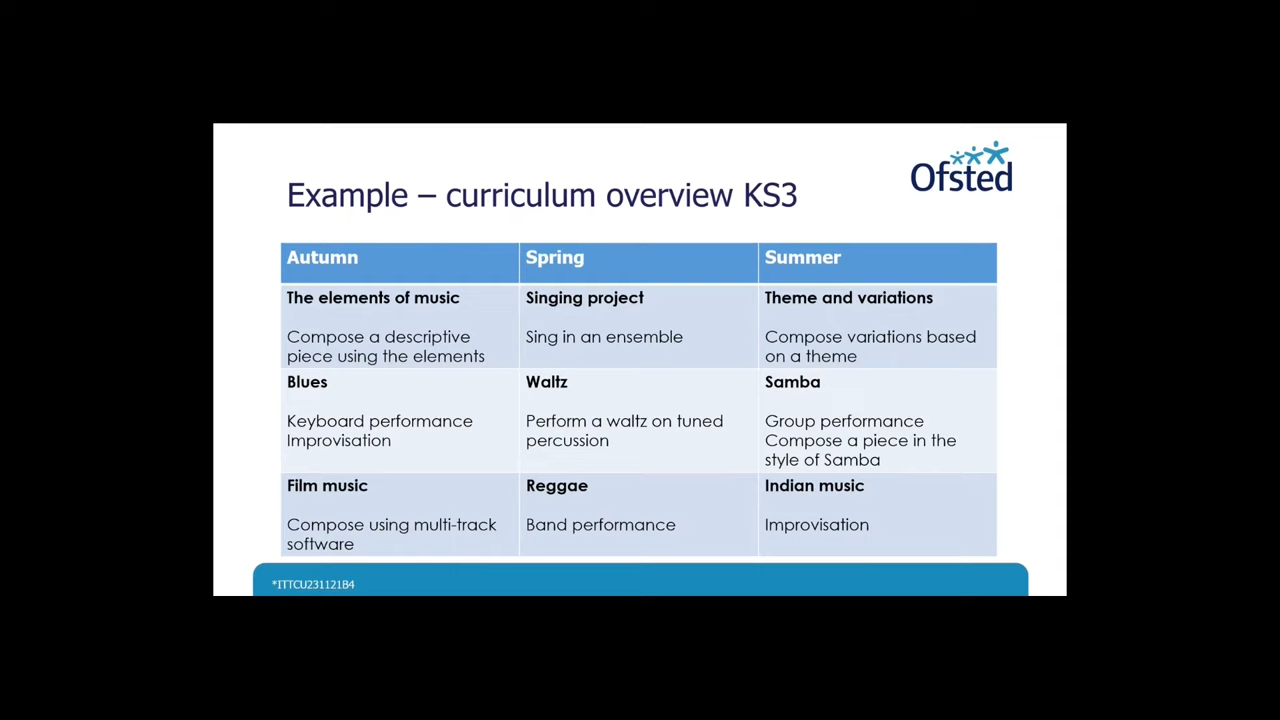 Ofsted
Example – curriculum overview KS3
Autumn
Spring
Summer
The elements of music
Compose a descriptive
piece using the elements
Singing project
Sing in an ensemble
Theme and variations
Compose variations based
on a theme
Blues
Keyboard performance
Improvisation
Waltz
Perform a waltz on tuned
percussion
Samba
Group performance
Compose a piece in the
style of Samba
Film music
Compose using multi-track
software
Reggae
Band performance
Indian music
Improvisation
*ITTCU231121B4